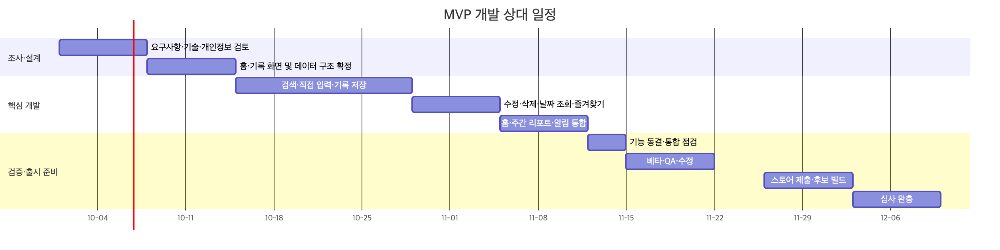 MVP 개발 상대 일정
조사·설계
요구사항·기술·개인정보 검토
홈·기록 화면 및 데이터 구조 확정
핵심 개발
검색·직접 입력·기록 저장
수정·삭제·날짜 조회·즐겨찾기
홈·주간 리포트·알림 통합
검증·출시 준비
기능 동결·통합 점검
베타·QA·수정
스토어 제출·후보 빌드
심사 완충
10-04 10-11 10-18 10-25 11-01 11-08 11-15 11-22 11-29 12-06